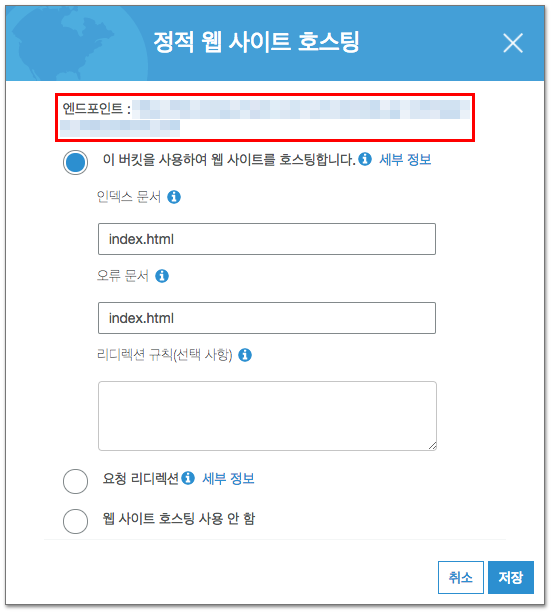 정적 웹 사이트 호스팅
엔드포인트 :
이 버킷을 사용하여 웹 사이트를 호스팅합니다. 세부 정보
인덱스 문서
index.html
오류 문서
index.html
리디렉션 규칙(선택 사항)
요청 리디렉션 세부 정보
웹 사이트 호스팅 사용 안 함
취소 저장